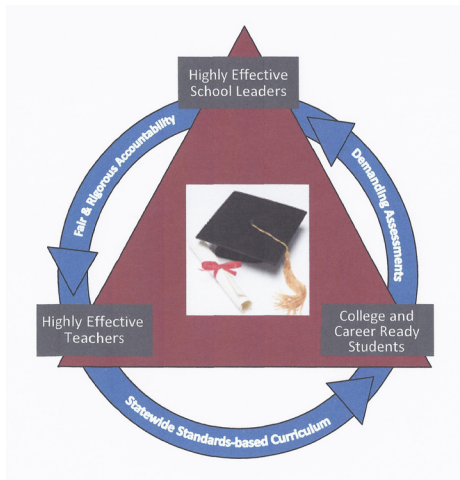 Highly Effective
School Leaders
Fair & Rigorous Accountability
Demanding Assessments
Highly Effective
Teachers
College and
Career Ready
Students
Statewide Standards-based Curriculum